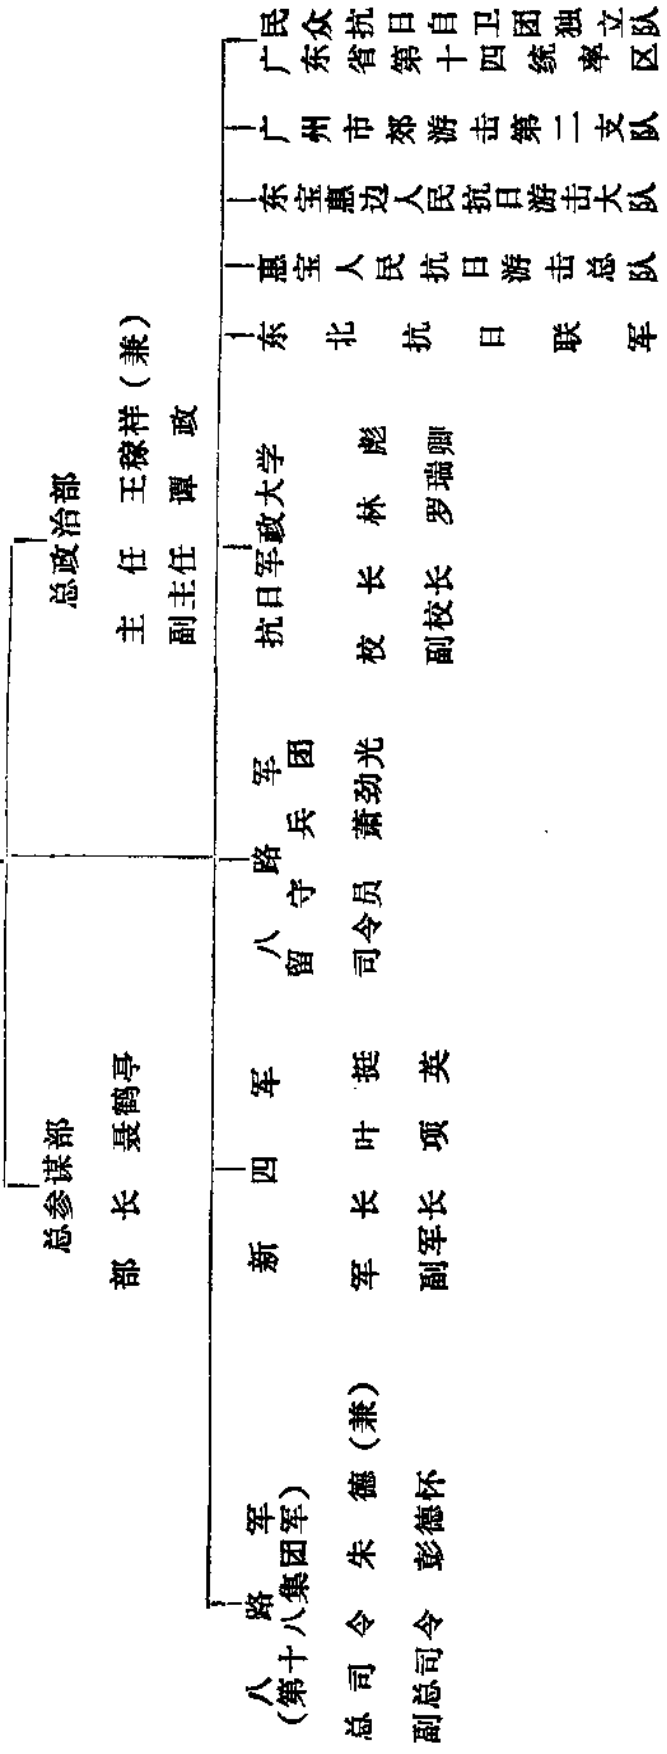 总参谋部
部长 聂鹤亭
总政治部
主任 王稼祥(兼)
副主任 谭政
八路军
(第十八集团军)
总司令 朱德(兼)
副总司令 彭德怀
新四军
军长 叶挺
副军长 项英
八路军
留守兵团
司令员 萧劲光
抗日军政大学
校长 林彪
副校长 罗瑞卿
东北抗日联军
惠宝人民抗日游击总队
东宝惠边人民抗日游击大队
广州市郊游击第二支队
广东省第十四统率区
民众抗日自卫团独立队